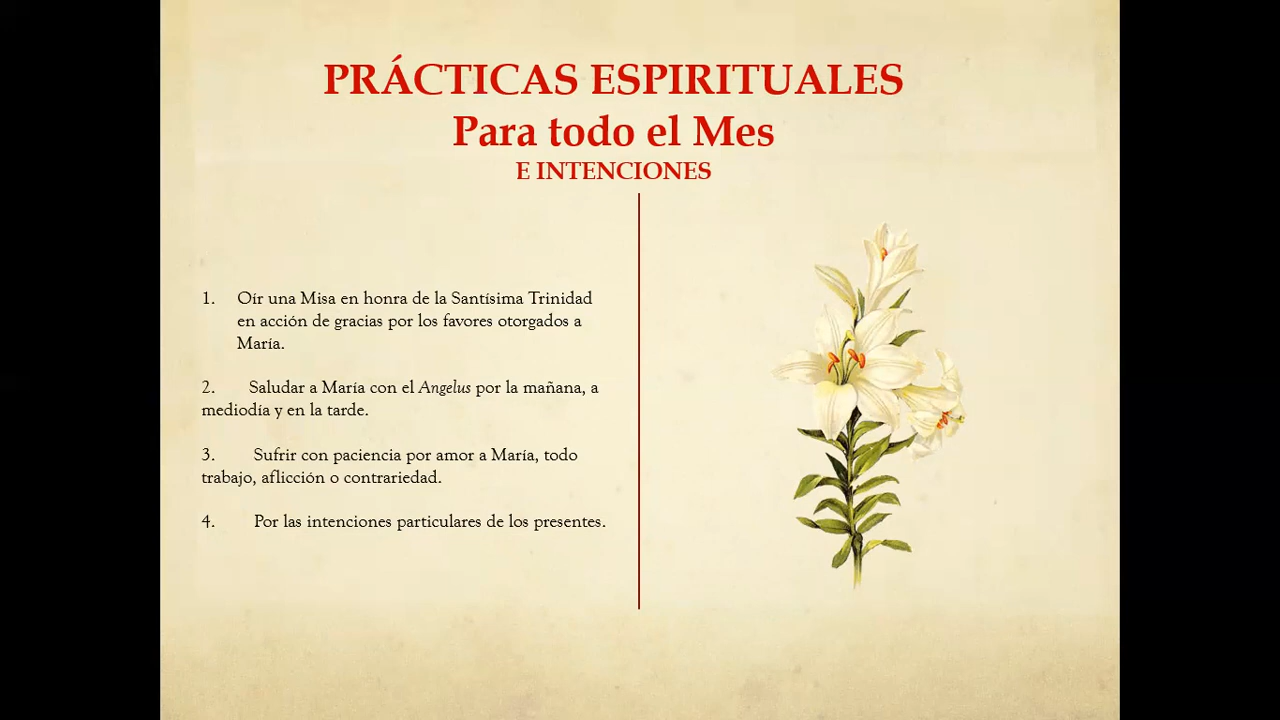 PRÁCTICAS ESPIRITUALES
Para todo el Mes
E INTENCIONES
1. Oír una Misa en honra de la Santísima Trinidad
en acción de gracias por los favores otorgados a
María.
2. Saludar a María con el Angelus por la mañana, a
mediodía y en la tarde.
3. Sufrir con paciencia por amor a María, todo
trabajo, aflicción o contrariedad.
4. Por las intenciones particulares de los presentes.